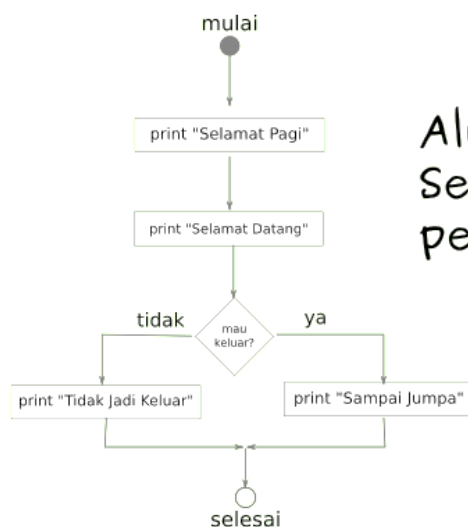 mulai
print "Selamat Pagi"
print "Selamat Datang"
mau
keluar?
tidak
ya
print "Tidak Jadi Keluar"
print "Sampai Jumpa"
selesai